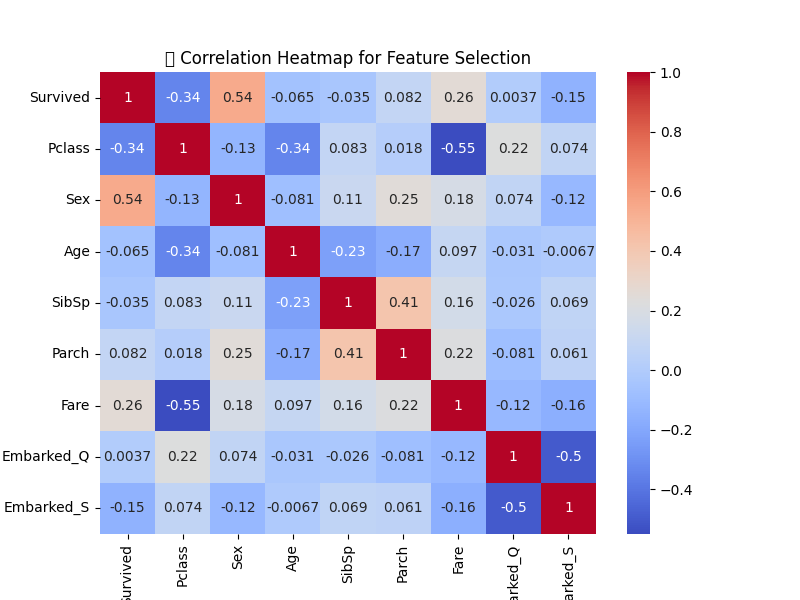 Correlation Heatmap for Feature Selection
Survived 1 -0.34 0.54 -0.065 -0.035 0.082 0.26 0.0037 -0.15
Pclass -0.34 1 -0.13 -0.34 0.083 0.018 -0.55 0.22 0.074
Sex 0.54 -0.13 1 -0.081 0.11 0.25 0.18 0.074 -0.12
Age -0.065 -0.34 -0.081 1 -0.23 -0.17 0.097 -0.031 -0.0067
SibSp -0.035 0.083 0.11 -0.23 1 0.41 0.16 -0.026 0.069
Parch 0.082 0.018 0.25 -0.17 0.41 1 0.22 -0.081 0.061
Fare 0.26 -0.55 0.18 0.097 0.16 0.22 1 -0.12 -0.16
Embarked_Q 0.0037 0.22 0.074 -0.031 -0.026 -0.081 -0.12 1 -0.5
Embarked_S -0.15 0.074 -0.12 -0.0067 0.069 0.061 -0.16 -0.5 1
urvived Pclass Sex Age SibSp Parch Fare arked_Q arked_S
1.0
0.8
0.6
0.4
0.2
0.0
−0.2
−0.4